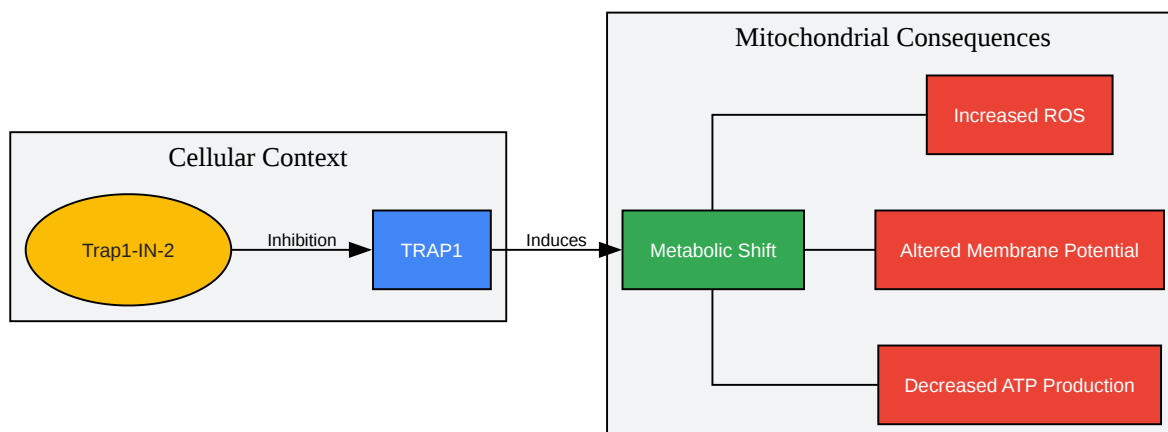 Mitochondrial Consequences
Increased ROS
Cellular Context
Trap1-IN-2
Inhibition
TRAP1
Induces
Metabolic Shift
Altered Membrane Potential
Decreased ATP Production